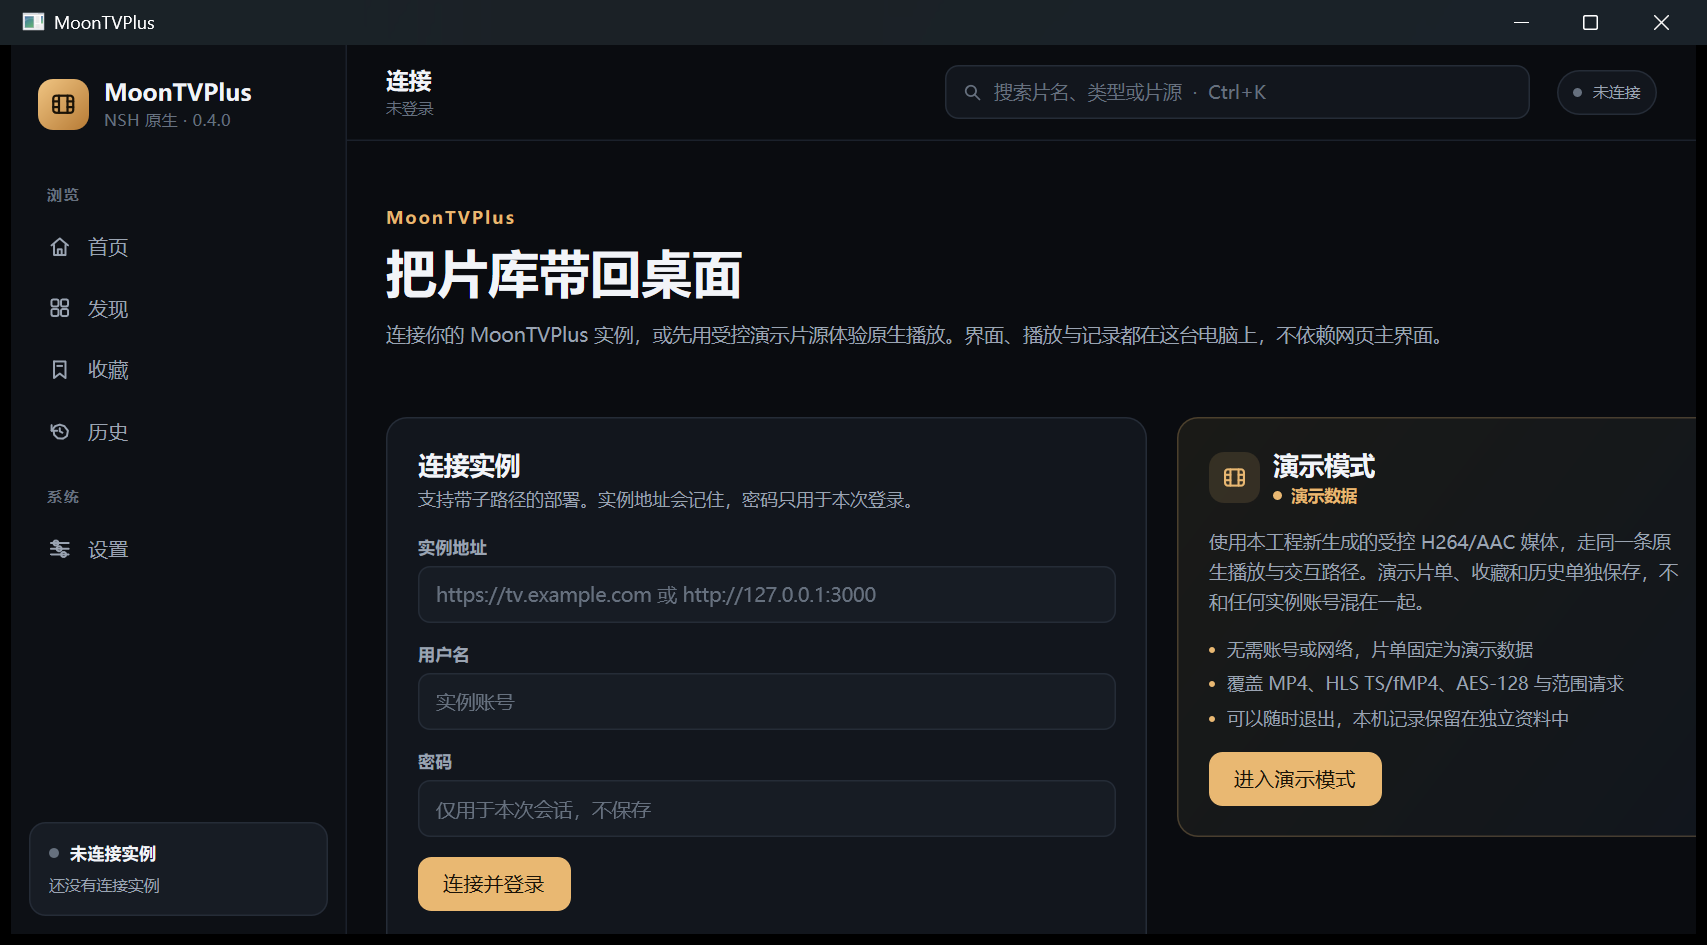 MoonTVPlus
MoonTVPlus
NSH 原生 · 0.4.0
浏览
首页
发现
收藏
历史
系统
设置
未连接实例
还没有连接实例
连接
未登录
搜索片名、类型或片源 · Ctrl+K
未连接
MoonTVPlus
把片库带回桌面
连接你的 MoonTVPlus 实例，或先用受控演示片源体验原生播放。界面、播放与记录都在这台电脑上，不依赖网页主界面。
连接实例
支持带子路径的部署。实例地址会记住，密码只用于本次登录。
实例地址
https://tv.example.com 或 http://127.0.0.1:3000
用户名
实例账号
密码
仅用于本次会话，不保存
连接并登录
演示模式
演示数据
使用本工程新生成的受控 H264/AAC 媒体，走同一条原
生播放与交互路径。演示片单、收藏和历史单独保存，不
和任何实例账号混在一起。
• 无需账号或网络，片单固定为演示数据
• 覆盖 MP4、HLS TS/fMP4、AES-128 与范围请求
• 可以随时退出，本机记录保留在独立资料中
进入演示模式